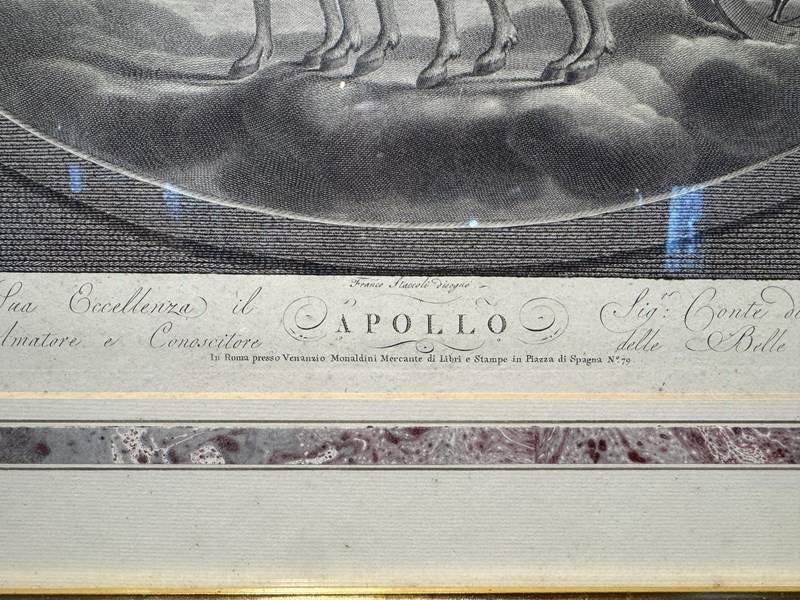 Franco Staccoli disegnò
Sua Eccellenza il APOLLO Sig.r: Conte
Amatore e Conoscitore delle Belle
In Roma presso Venanzio Monaldini Mercante di Libri e Stampe in Piazza di Spagna N.o 79